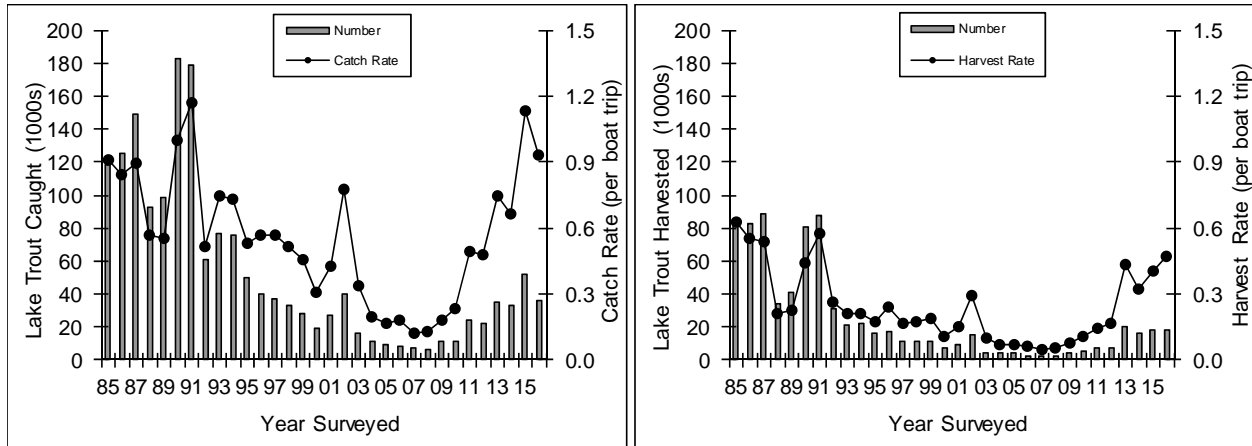 Number
Catch Rate
Lake Trout Caught (1000s)
200
180
160
140
120
100
80
60
40
20
0
1.5
1.2
0.9
0.6
0.3
0.0
Catch Rate (per boat trip)
85 87 89 91 93 95 97 99 01 03 05 07 09 11 13 15
Year Surveyed
Number
Harvest Rate
Lake Trout Harvested (1000s)
200
180
160
140
120
100
80
60
40
20
0
1.5
1.2
0.9
0.6
0.3
0.0
Harvest Rate (per boat trip)
85 87 89 91 93 95 97 99 01 03 05 07 09 11 13 15
Year Surveyed